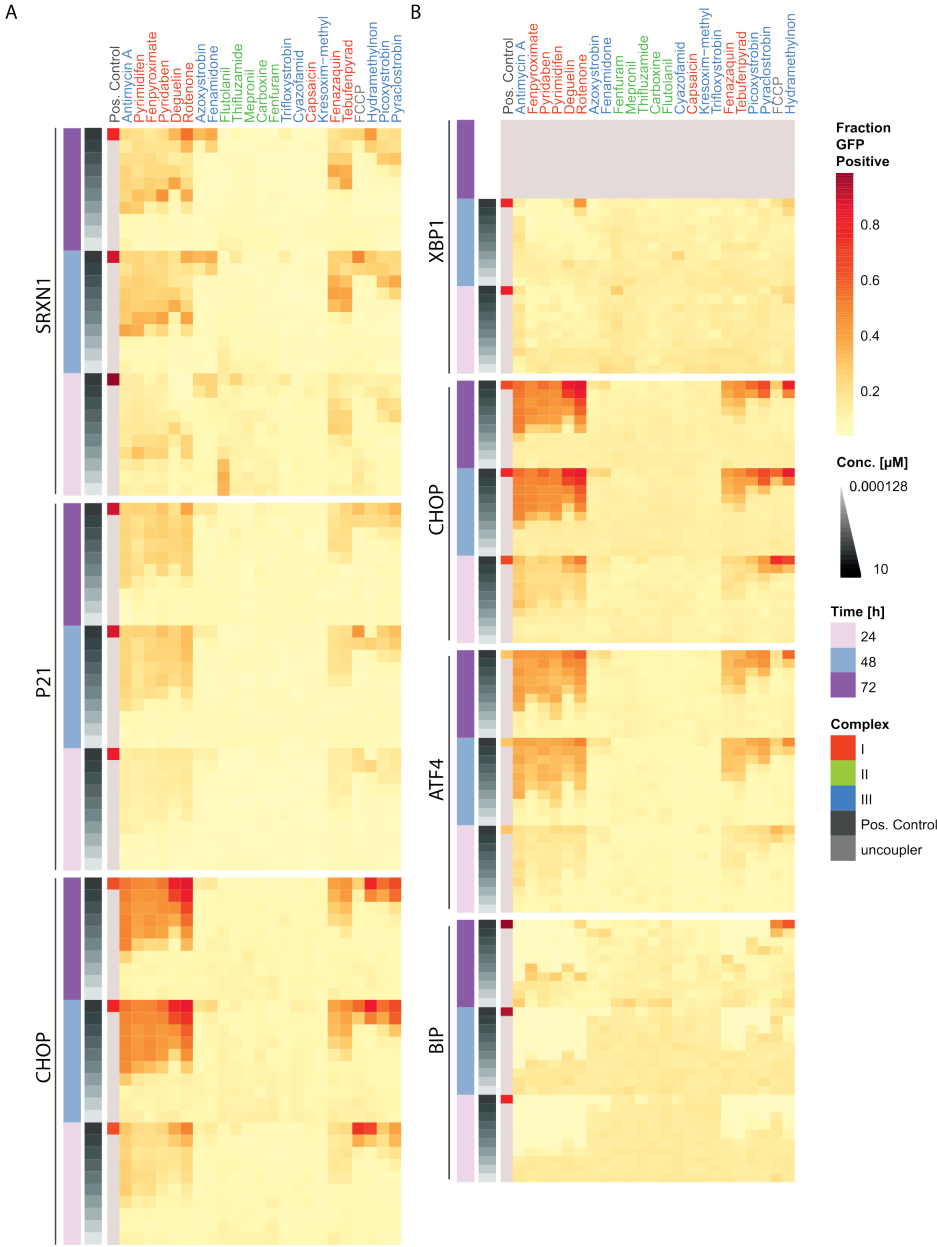 A
Pos. Control
Antimycin A
Pyrimidifen
Fenpyroximate
Pyridaben
Deguelin
Rotenone
Azoxystrobin
Fenamidone
Flutolanil
Thifluzamide
Mepronil
Carboxine
Fenfuram
Trifloxystrobin
Cyazofamid
Capsaicin
Kresoxim−methyl
Fenazaquin
Tebufenpyrad
FCCP
Hydramethylnon
Picoxystrobin
Pyraclostrobin
SRXN1
P21
CHOP
B
Pos. Control
Antimycin A
Fenpyroximate
Pyridaben
Pyrimidifen
Deguelin
Rotenone
Azoxystrobin
Fenamidone
Fenfuram
Mepronil
Thifluzamide
Carboxine
Flutolanil
Cyazofamid
Capsaicin
Kresoxim−methyl
Trifloxystrobin
Fenazaquin
Tebufenpyrad
Picoxystrobin
Pyraclostrobin
FCCP
Hydramethylnon
XBP1
CHOP
ATF4
BIP
Fraction
GFP
Positive
0.8
0.6
0.4
0.2
Conc. [µM]
0.000128
10
Time [h]
24
48
72
Complex
I
II
III
Pos. Control
uncoupler